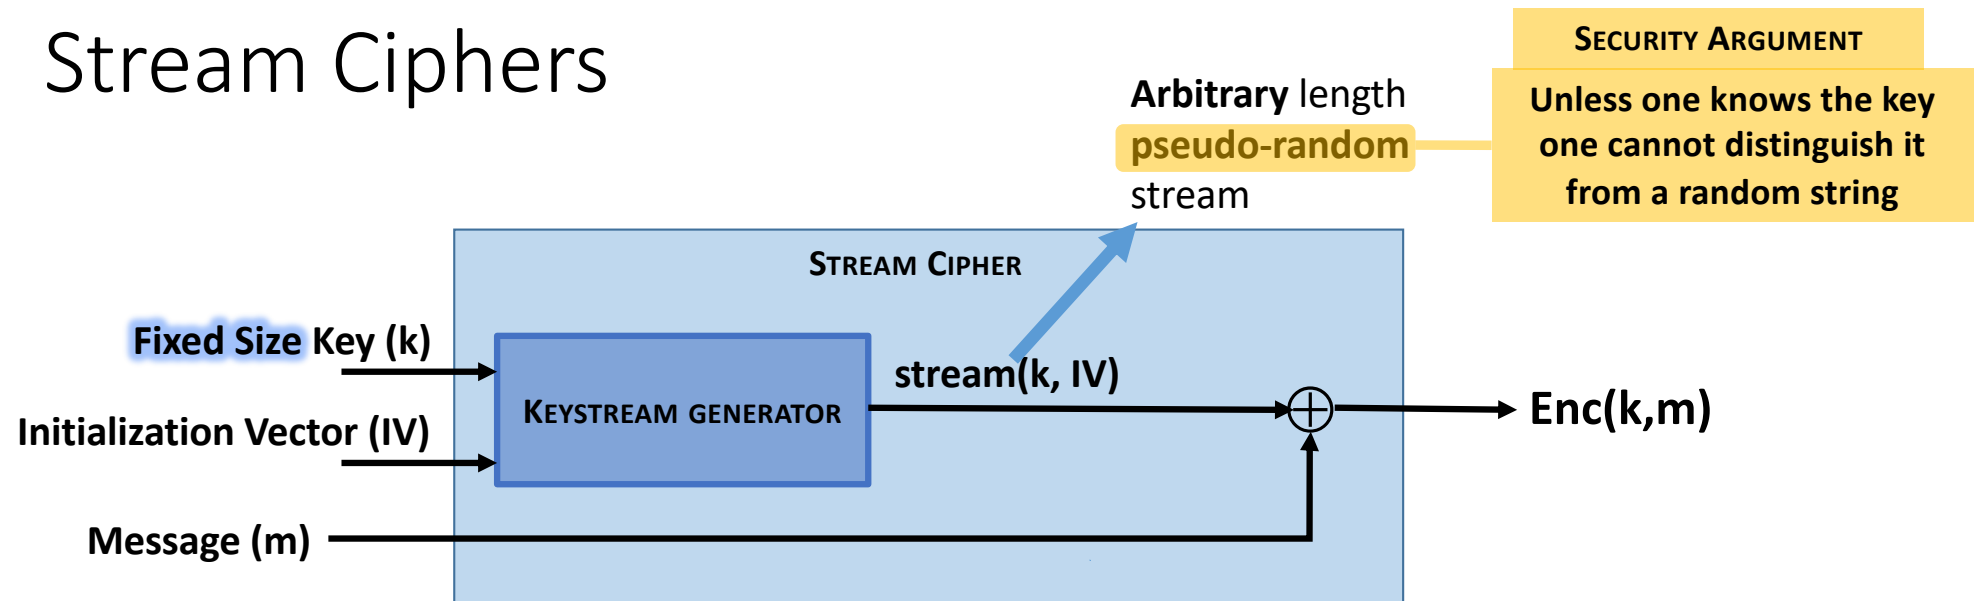 Stream Ciphers
SECURITY ARGUMENT
Unless one knows the key
one cannot distinguish it
from a random string
Arbitrary length
pseudo-random
stream
STREAM CIPHER
Fixed Size Key (k)
Initialization Vector (IV)
KEYSTREAM GENERATOR
stream(k, IV)
Enc(k,m)
Message (m)